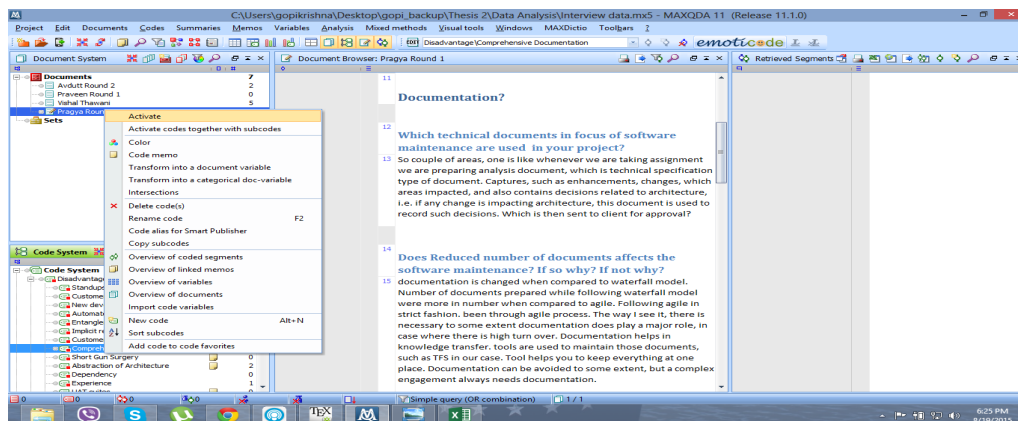 C:\Users\gopikrishna\Desktop\gopi_backup\Thesis 2\Data Analysis\Interview data.mx5 - MAXQDA 11 (Release 11.1.0)
Project Edit Documents Codes Summaries Memos Variables Analysis Mixed methods Visual tools Windows MAXDictio Toolbars ?
Disadvantage\Comprehensive Documentation
emoticode
Document System
Documents 7
Avdutt Round 2 2
Praveen Round 1 0
Vishal Thawani 5
Pragya Roun
Sets
Activate
Activate codes together with subcodes
Color
Code memo
Transform into a document variable
Transform into a categorical doc-variable
Intersections
Delete code(s)
Rename code F2
Code alias for Smart Publisher
Copy subcodes
Overview of coded segments
Overview of linked memos
Overview of variables
Overview of documents
Import code variables
New code Alt+N
Sort subcodes
Add code to code favorites
Code System
Code System
Disadvantag
Standups
Custome
New dev
Automat
Entangle
Implicit r
Custome
Compreh
Short Gun Surgery 0
Abstraction of Architecture 2
Dependency 0
Experience 1
Document Browser: Pragya Round 1
11
Documentation?
12
Which technical documents in focus of software
maintenance are used in your project?
13 So couple of areas, one is like whenever we are taking assignment
we are preparing analysis document, which is technical specification
type of document. Captures, such as enhancements, changes, which
areas impacted, and also contains decisions related to architecture,
i.e. if any change is impacting architecture, this document is used to
record such decisions. Which is then sent to client for approval?
14
Does Reduced number of documents affects the
software maintenance? If so why? If not why?
15 documentation is changed when compared to waterfall model.
Number of documents prepared while following waterfall model
were more in number when compared to agile. Following agile in
strict fashion. been through agile process. The way I see it, there is
necessary to some extent documentation does play a major role, in
case where there is high turn over. Documentation helps in
knowledge transfer. tools are used to maintain those documents,
such as TFS in our case. Tool helps you to keep everything at one
place. Documentation can be avoided to some extent, but a complex
engagement always needs documentation.
Retrieved Segments
0 0 0 0
Simple query (OR combination) 1 / 1
TEX
6:25 PM
8/19/2015